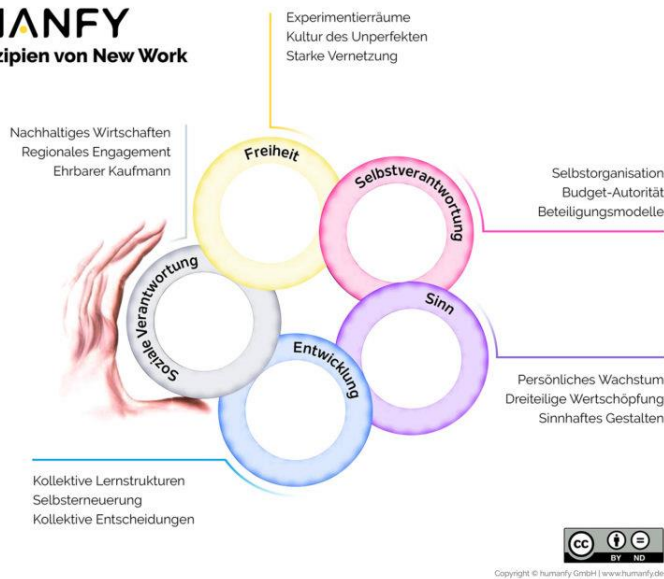 MANFY
zipien von New Work
Experimentierräume
Kultur des Unperfekten
Starke Vernetzung
Nachhaltiges Wirtschaften
Regionales Engagement
Ehrbarer Kaufmann
Freiheit
Selbstverantwortung
Selbstorganisation
Budget-Autorität
Beteiligungsmodelle
Soziale Verantwortung
Sinn
Entwicklung
Persönliches Wachstum
Dreiteilige Wertschöpfung
Sinnhaftes Gestalten
Kollektive Lernstrukturen
Selbsterneuerung
Kollektive Entscheidungen
cc
BY ND
Copyright © humanfy GmbH | www.humanfy.de